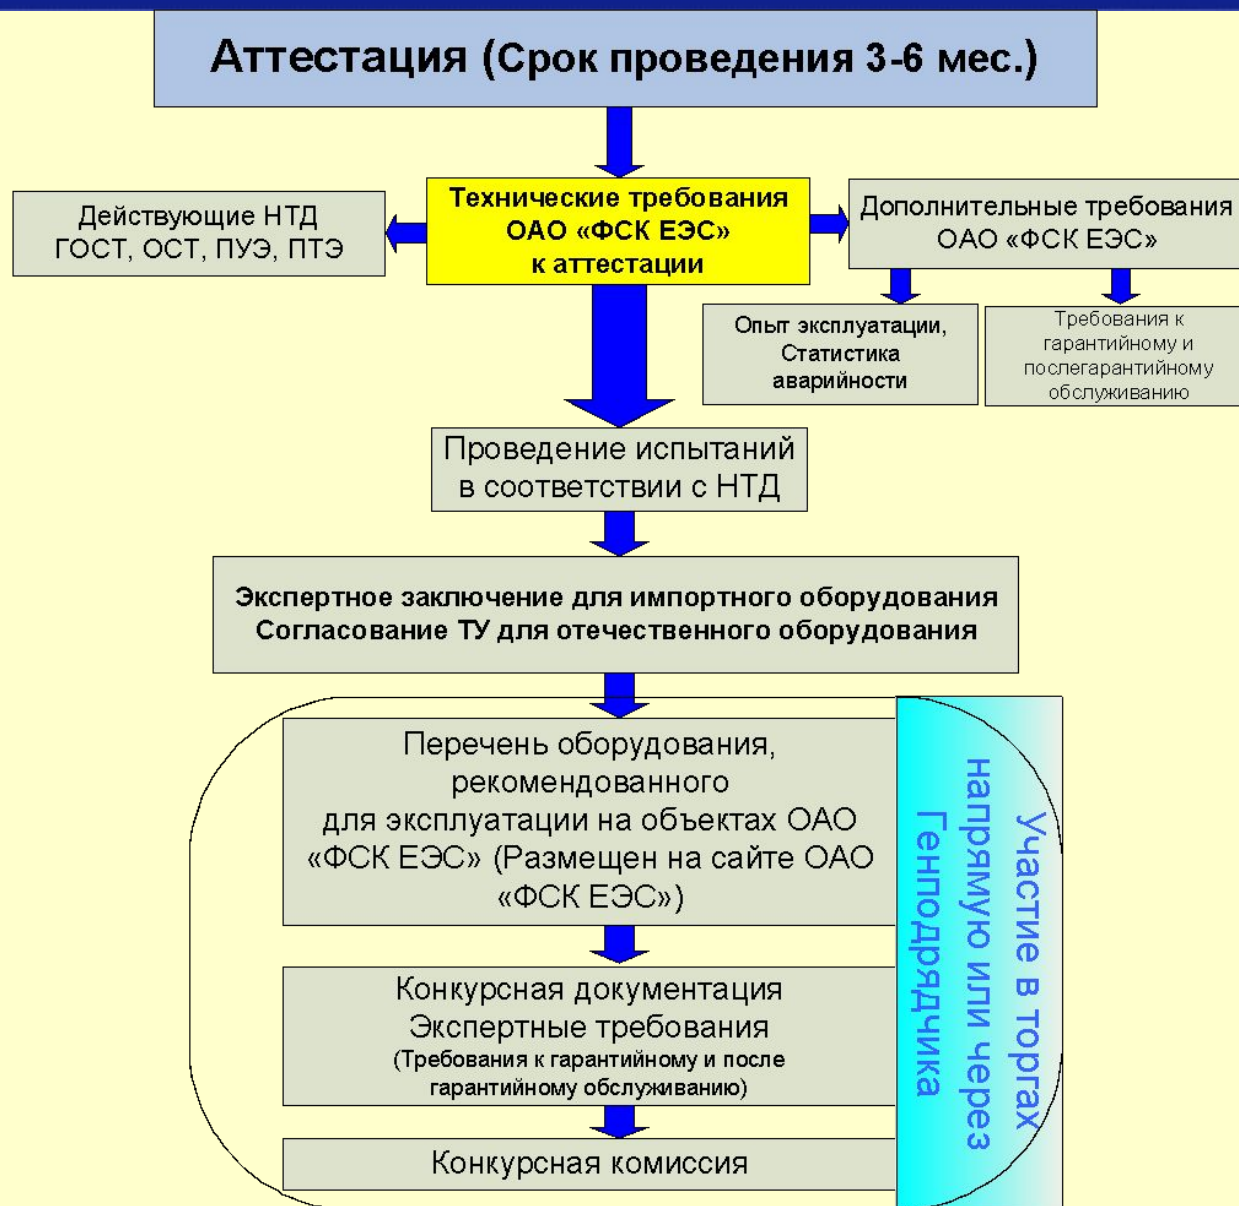 Аттестация (Срок проведения 3-6 мес.)
Действующие НТД
ГОСТ, ОСТ, ПУЭ, ПТЭ
Технические требования
ОАО «ФСК ЕЭС»
к аттестации
Дополнительные требования
ОАО «ФСК ЕЭС»
Опыт эксплуатации,
Статистика
аварийности
Требования к
гарантийному и
послегарантийному
обслуживанию
Проведение испытаний
в соответствии с НТД
Экспертное заключение для импортного оборудования
Согласование ТУ для отечественного оборудования
Перечень оборудования,
рекомендованного
для эксплуатации на объектах ОАО
«ФСК ЕЭС» (Размещен на сайте ОАО
«ФСК ЕЭС»)
Конкурсная документация
Экспертные требования
(Требования к гарантийному и после
гарантийному обслуживанию)
Конкурсная комиссия
Участие в торгах
напрямую или через
Генподрядчика